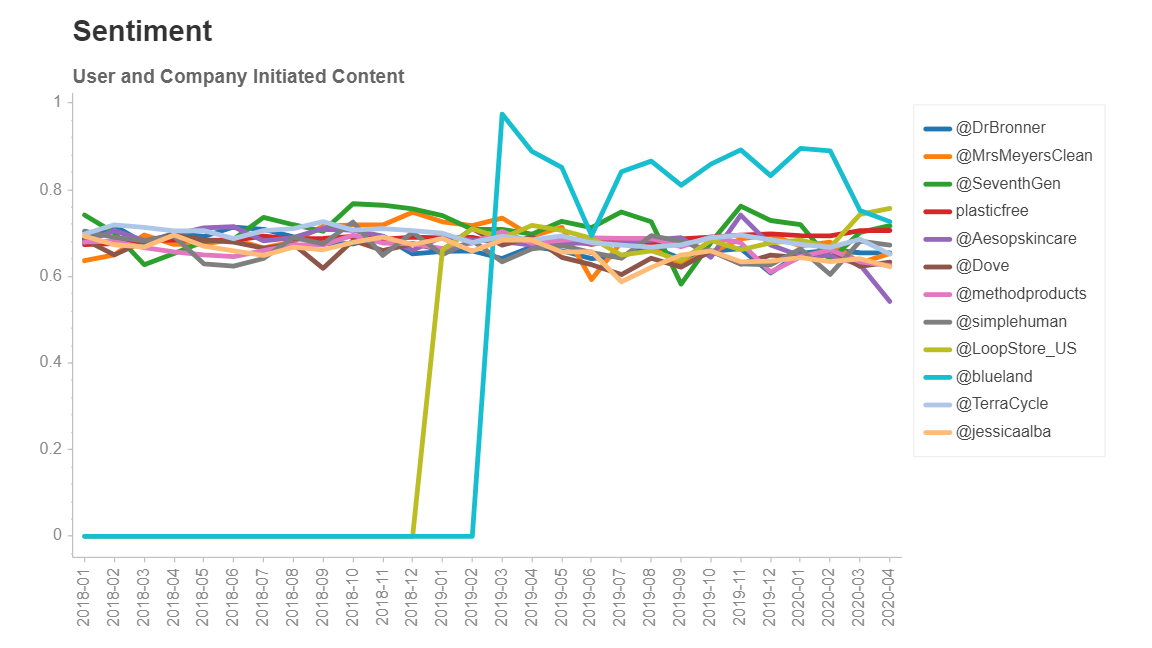 Sentiment
User and Company Initiated Content
1
0.8
0.6
0.4
0.2
0
2018-01
2018-02
2018-03
2018-04
2018-05
2018-06
2018-07
2018-08
2018-09
2018-10
2018-11
2018-12
2019-01
2019-02
2019-03
2019-04
2019-05
2019-06
2019-07
2019-08
2019-09
2019-10
2019-11
2019-12
2020-01
2020-02
2020-03
2020-04
@DrBronner
@MrsMeyersClean
@SeventhGen
plasticfree
@Aesopskincare
@Dove
@methodproducts
@simplehuman
@LoopStore_US
@blueland
@TerraCycle
@jessicaalba